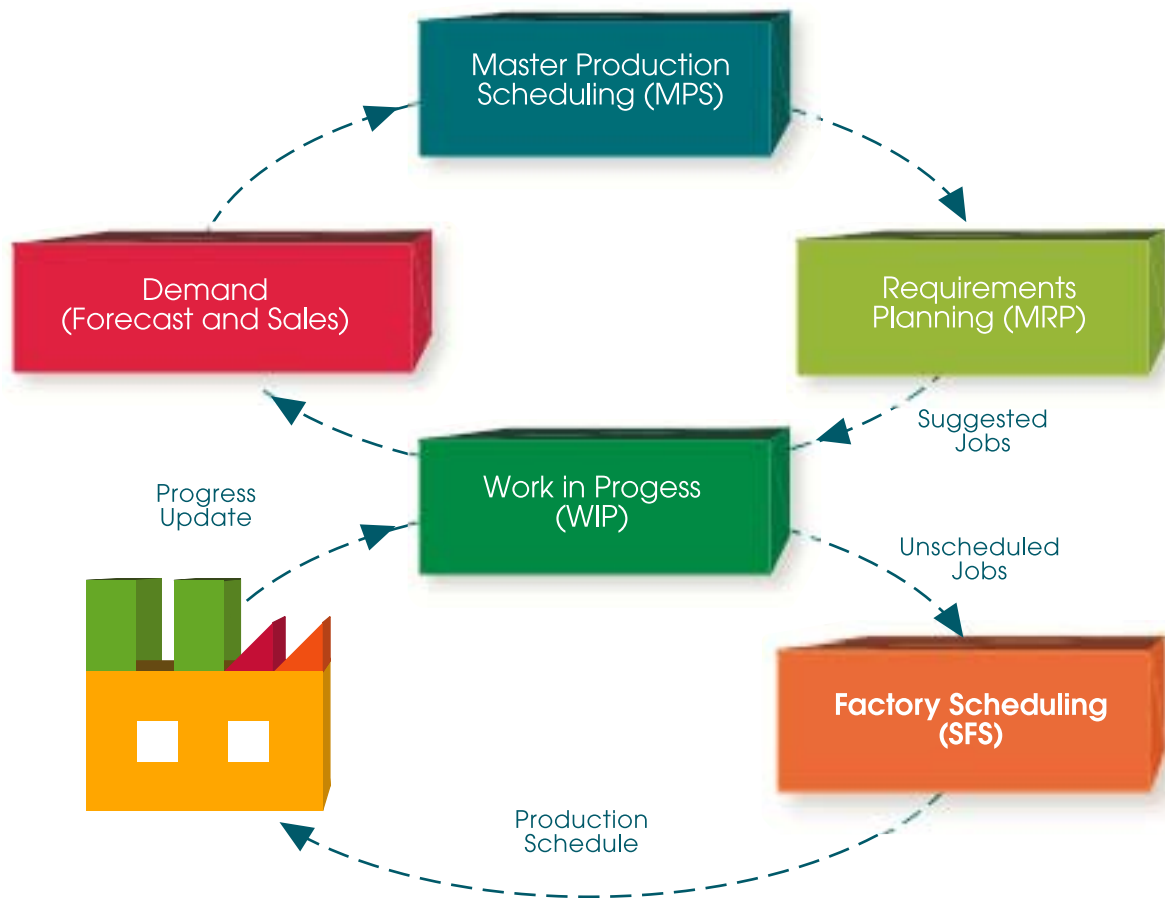 Master Production
Scheduling (MPS)
Demand
(Forecast and Sales)
Requirements
Planning (MRP)
Suggested
Jobs
Work in Progess
(WIP)
Progress
Update
Unscheduled
Jobs
Factory Scheduling
(SFS)
Production
Schedule